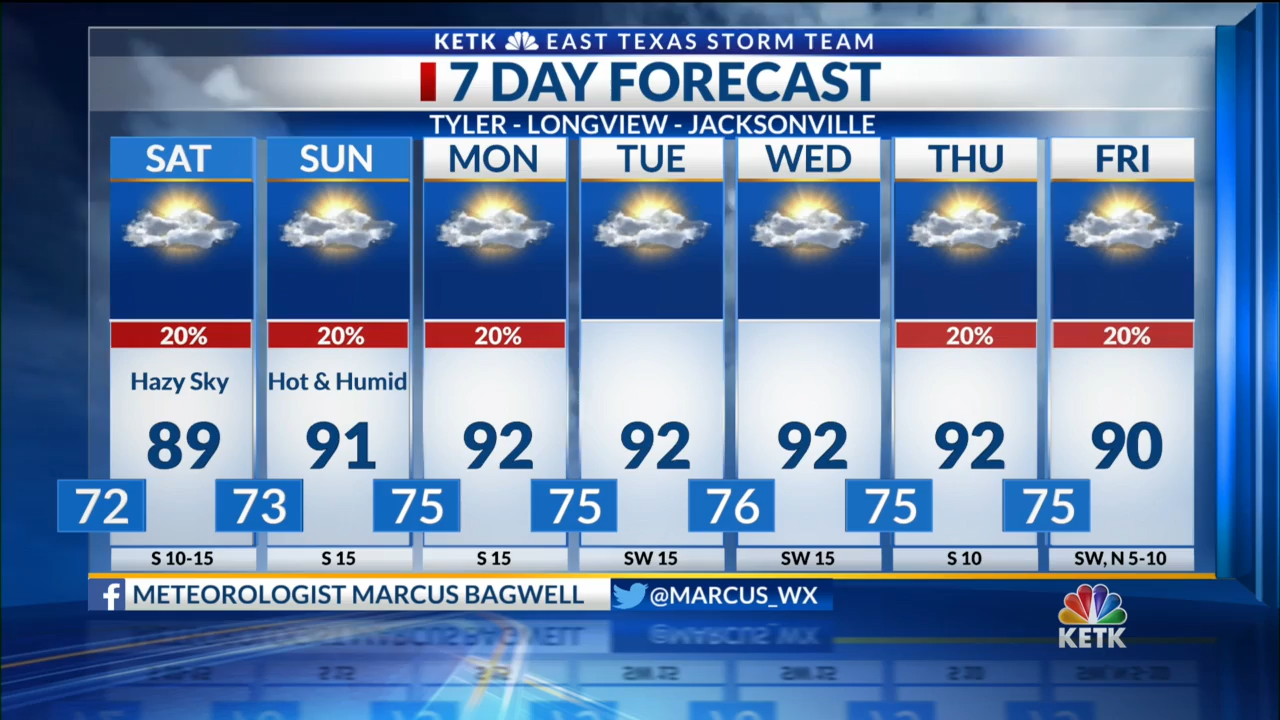 KETK EAST TEXAS STORM TEAM
7 DAY FORECAST
TYLER - LONGVIEW - JACKSONVILLE
SAT SUN MON TUE WED THU FRI
20% 20% 20% 20% 20%
Hazy Sky Hot & Humid
89 91 92 92 92 92 90
72 73 75 75 76 75 75
S 10-15 S 15 S 15 SW 15 SW 15 S 10 SW, N 5-10
f METEOROLOGIST MARCUS BAGWELL @MARCUS_WX
KETK